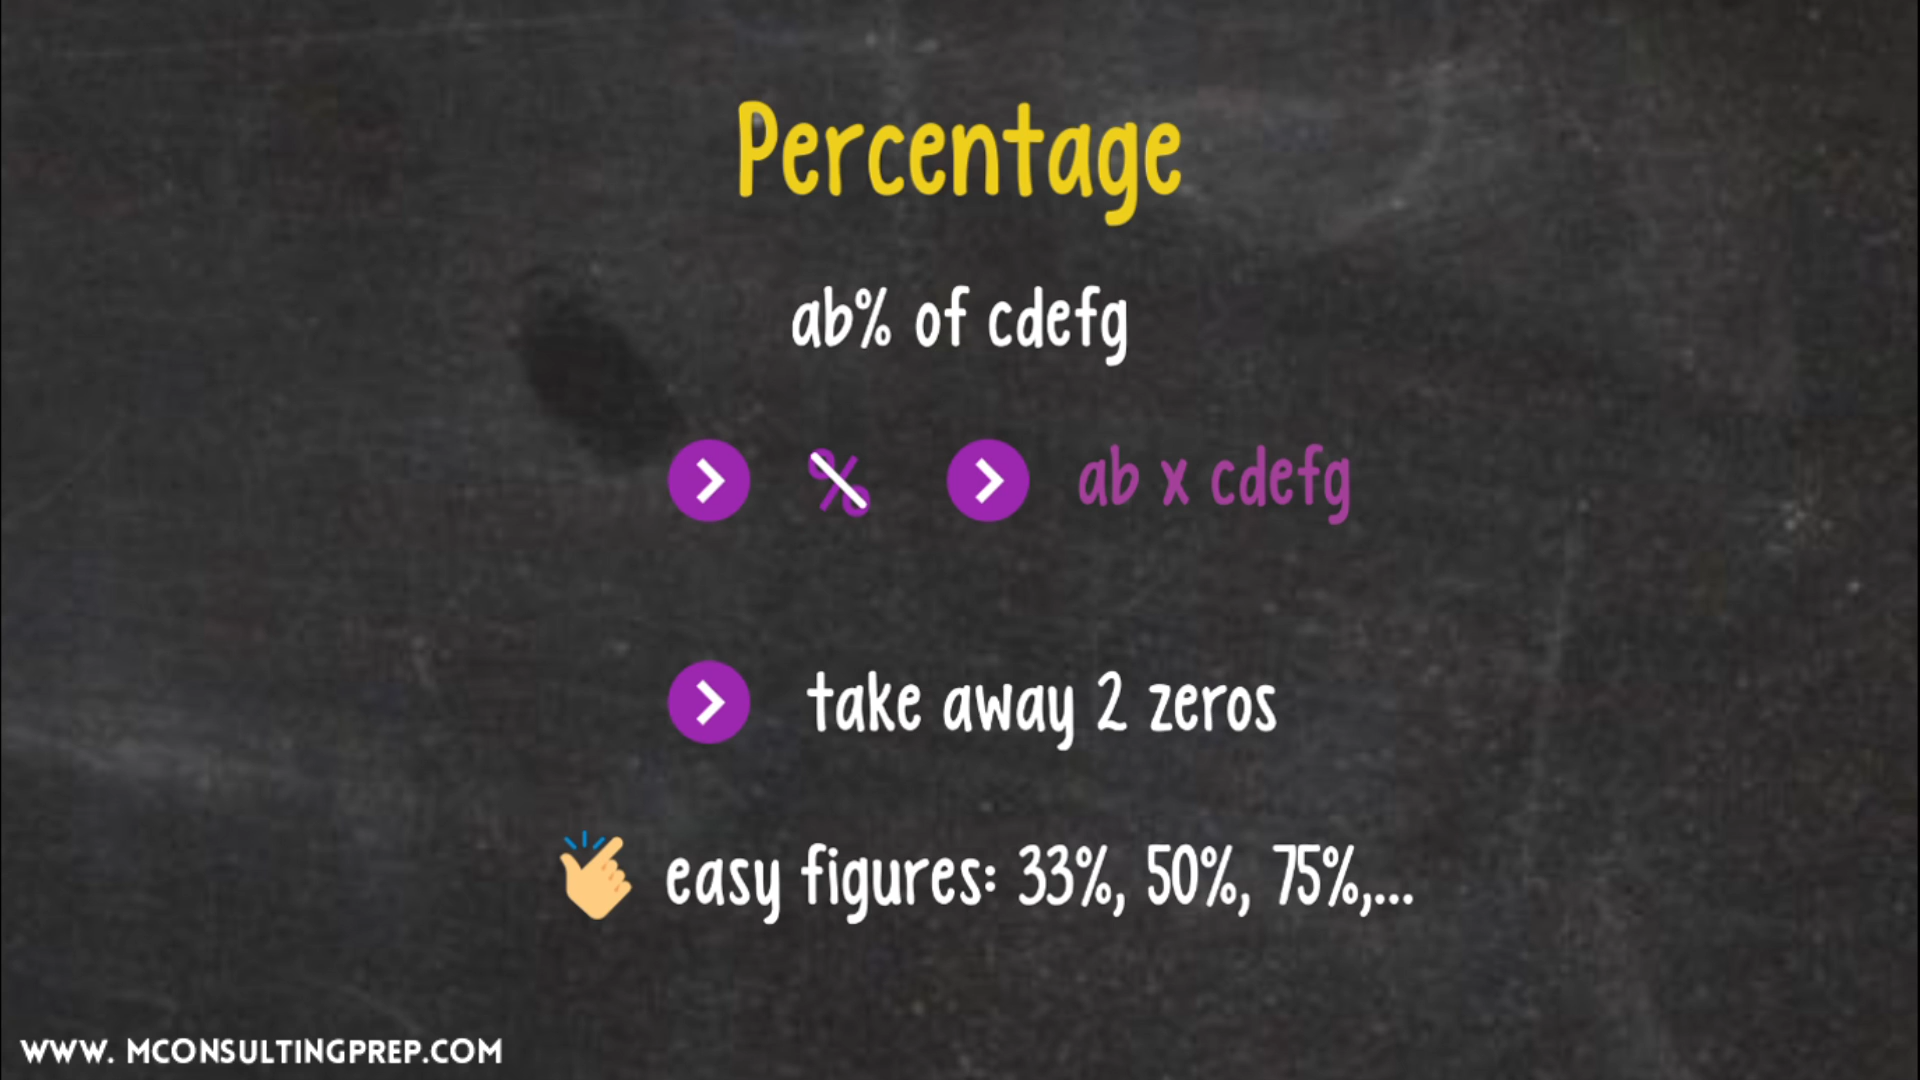 Percentage
ab% of cdefg
% ab x cdefg
take away 2 zeros
easy figures: 33%, 50%, 75%,...
WWW. MCONSULTINGPREP.COM